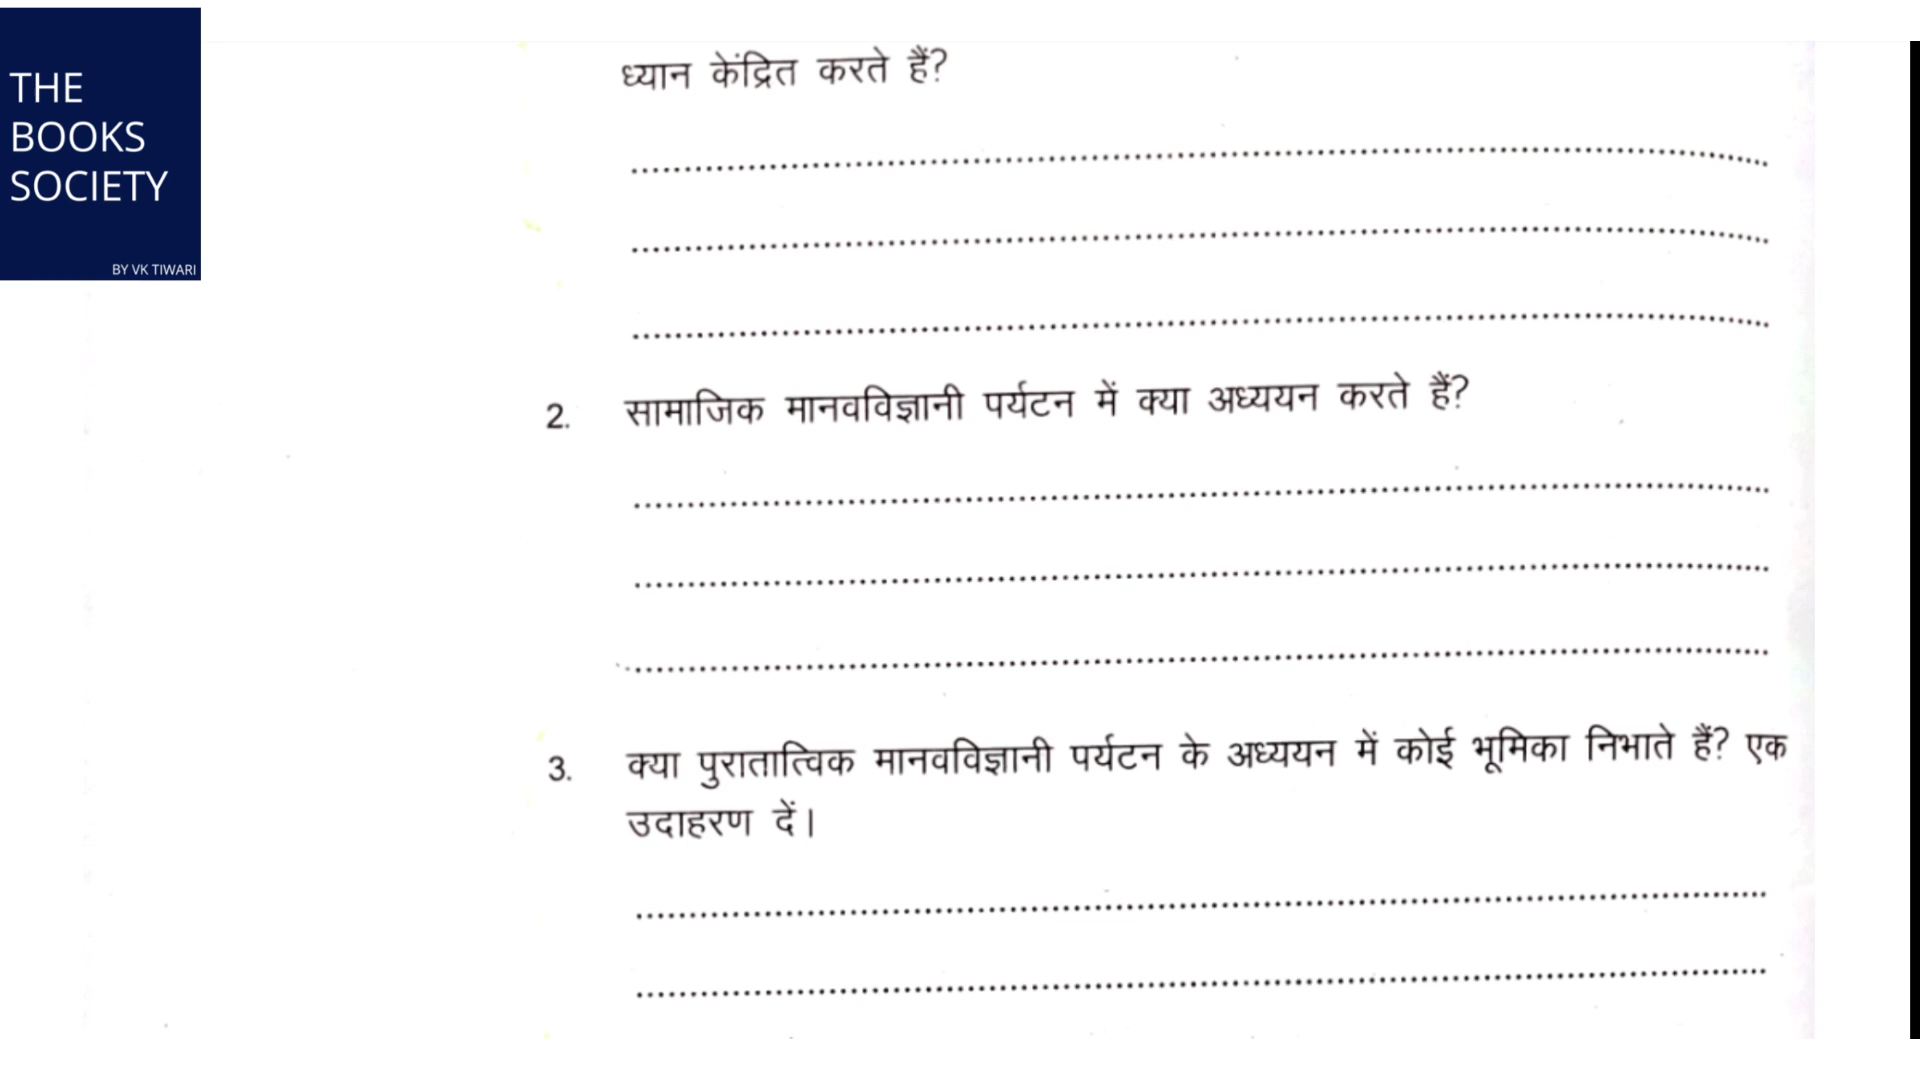 THE
BOOKS
SOCIETY
BY VK TIWARI
ध्यान केंद्रित करते हैं?
2. सामाजिक मानवविज्ञानी पर्यटन में क्या अध्ययन करते हैं?
3. क्या पुरातात्विक मानवविज्ञानी पर्यटन के अध्ययन में कोई भूमिका निभाते हैं? एक
उदाहरण दें।